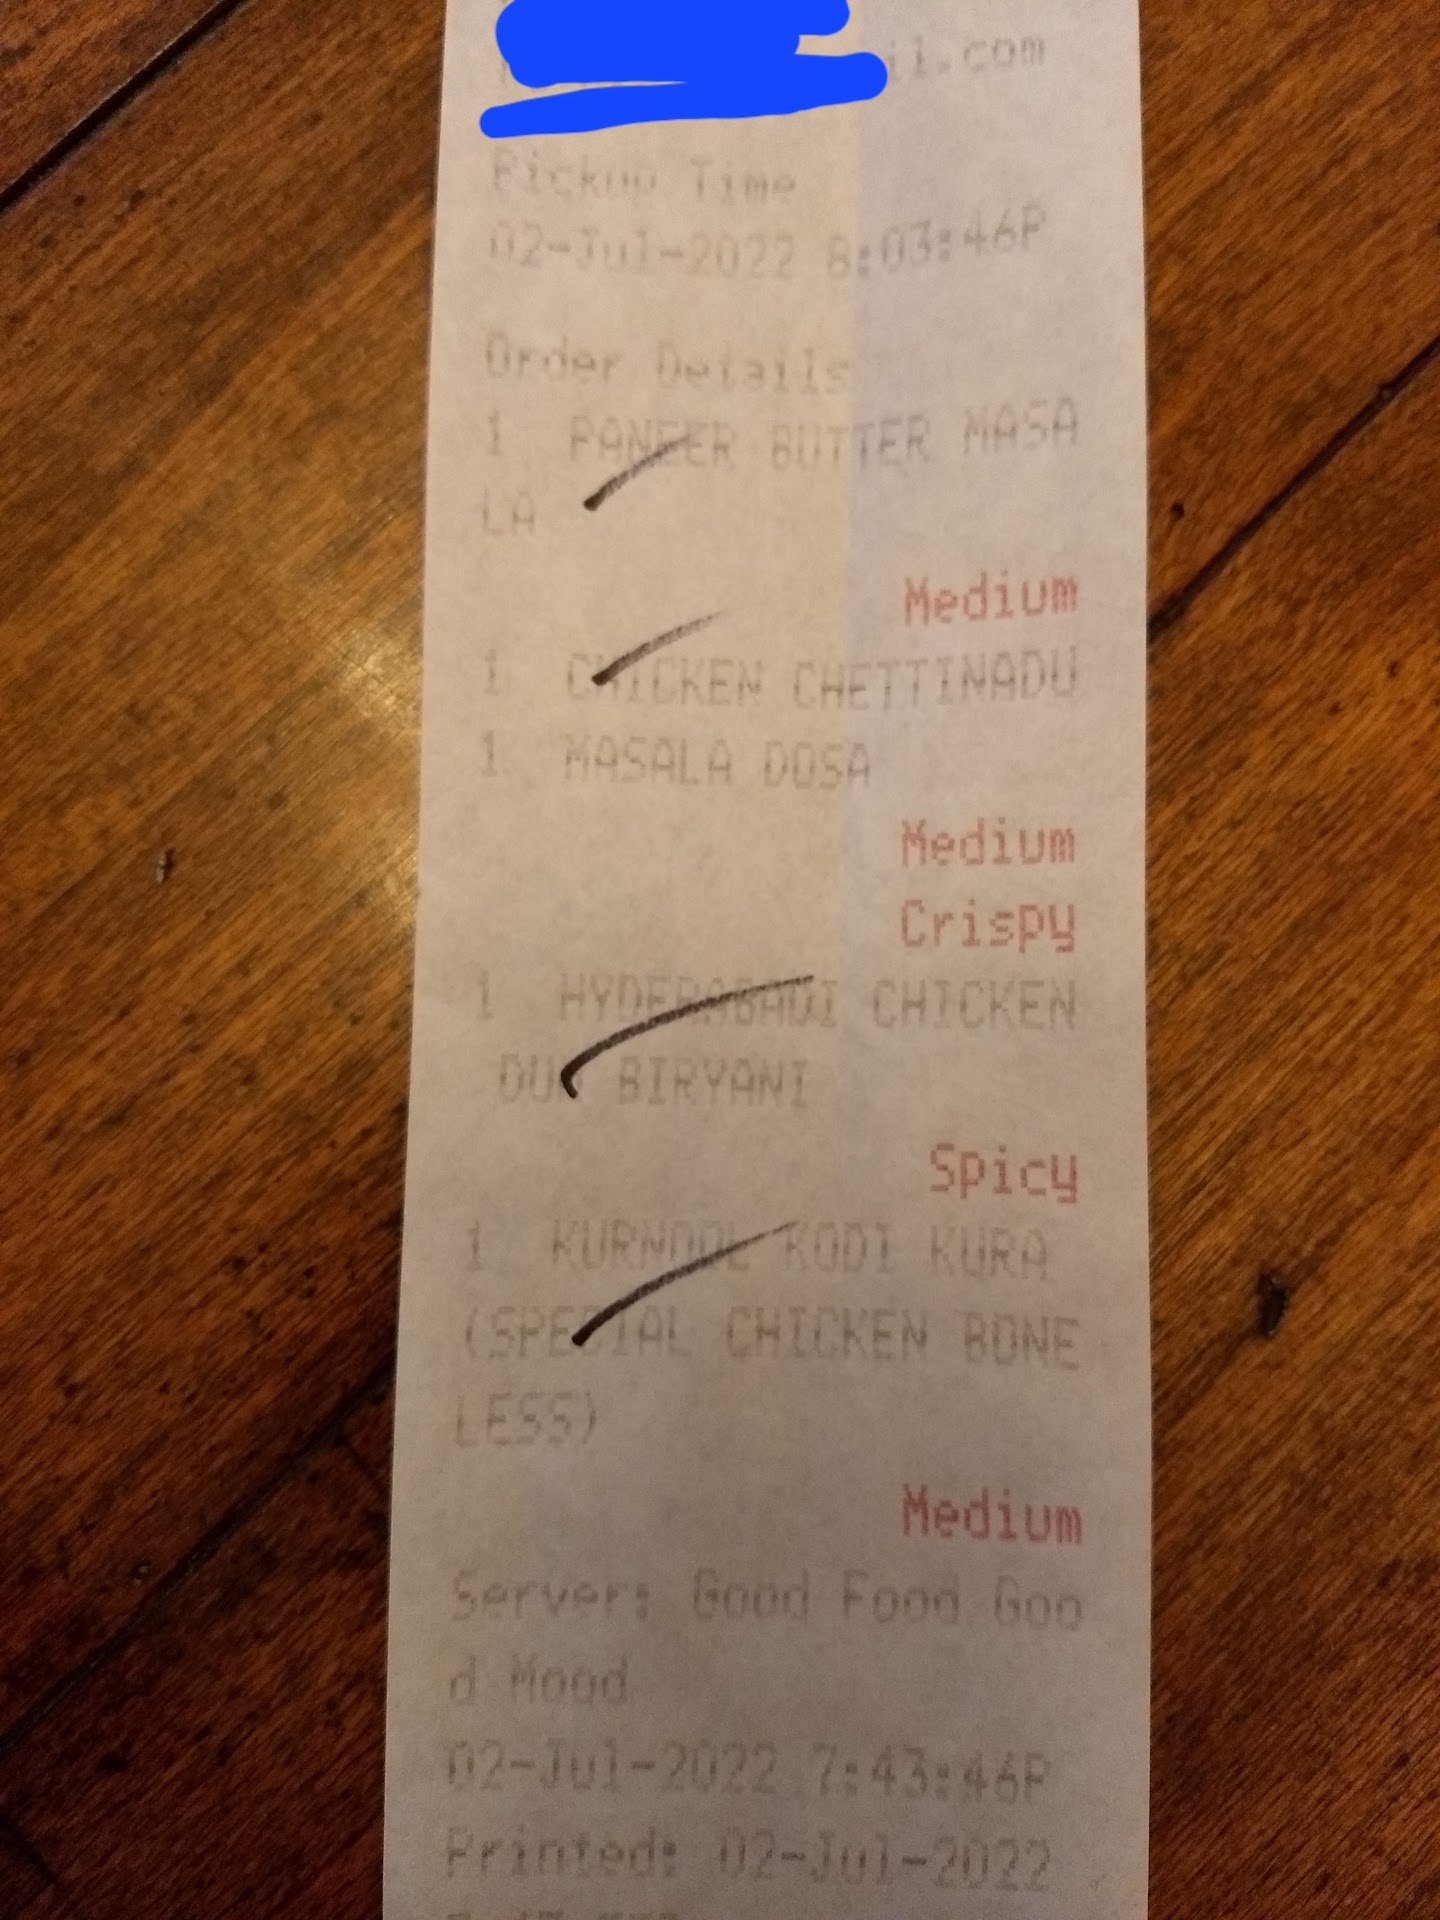 il.com
Pickup Time
02-Jul-2022 8:03:46P
Order Details
1 PANEER BUTTER MASA
LA
Medium
1 CHICKEN CHETTINADU
1 MASALA DOSA
Medium
Crispy
1 HYDERABADI CHICKEN
DUM BIRYANI
Spicy
1 KURNOOL KODI KURA
(SPECIAL CHICKEN BONE
LESS)
Medium
Server: Good Food Goo
d Mood
02-Jul-2022 7:43:46P
Printed: 02-Jul-2022